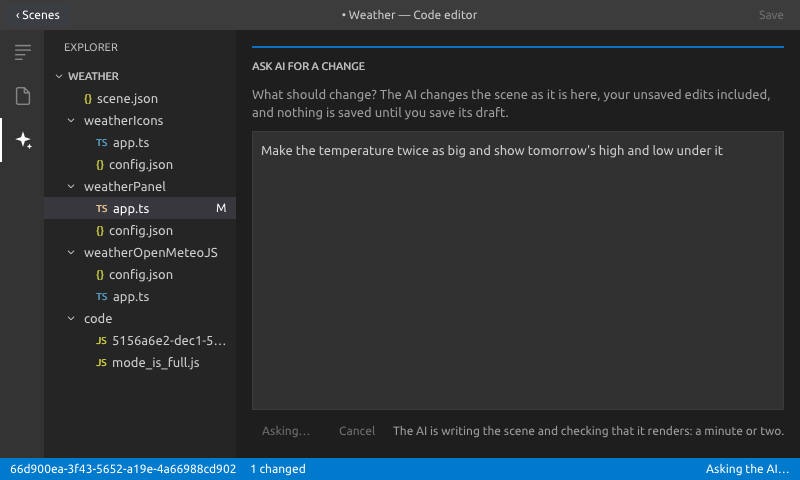 ‹ Scenes
• Weather — Code editor
Save
EXPLORER
WEATHER
{} scene.json
weatherIcons
TS app.ts
{} config.json
weatherPanel
TS app.ts M
{} config.json
weatherOpenMeteoJS
{} config.json
TS app.ts
code
JS 5156a6e2-dec1-5...
JS mode_is_full.js
ASK AI FOR A CHANGE
What should change? The AI changes the scene as it is here, your unsaved edits included,
and nothing is saved until you save its draft.
Make the temperature twice as big and show tomorrow's high and low under it
Asking...
Cancel
The AI is writing the scene and checking that it renders: a minute or two.
66d900ea-3f43-5652-a19e-4a66988cd902
1 changed
Asking the AI...